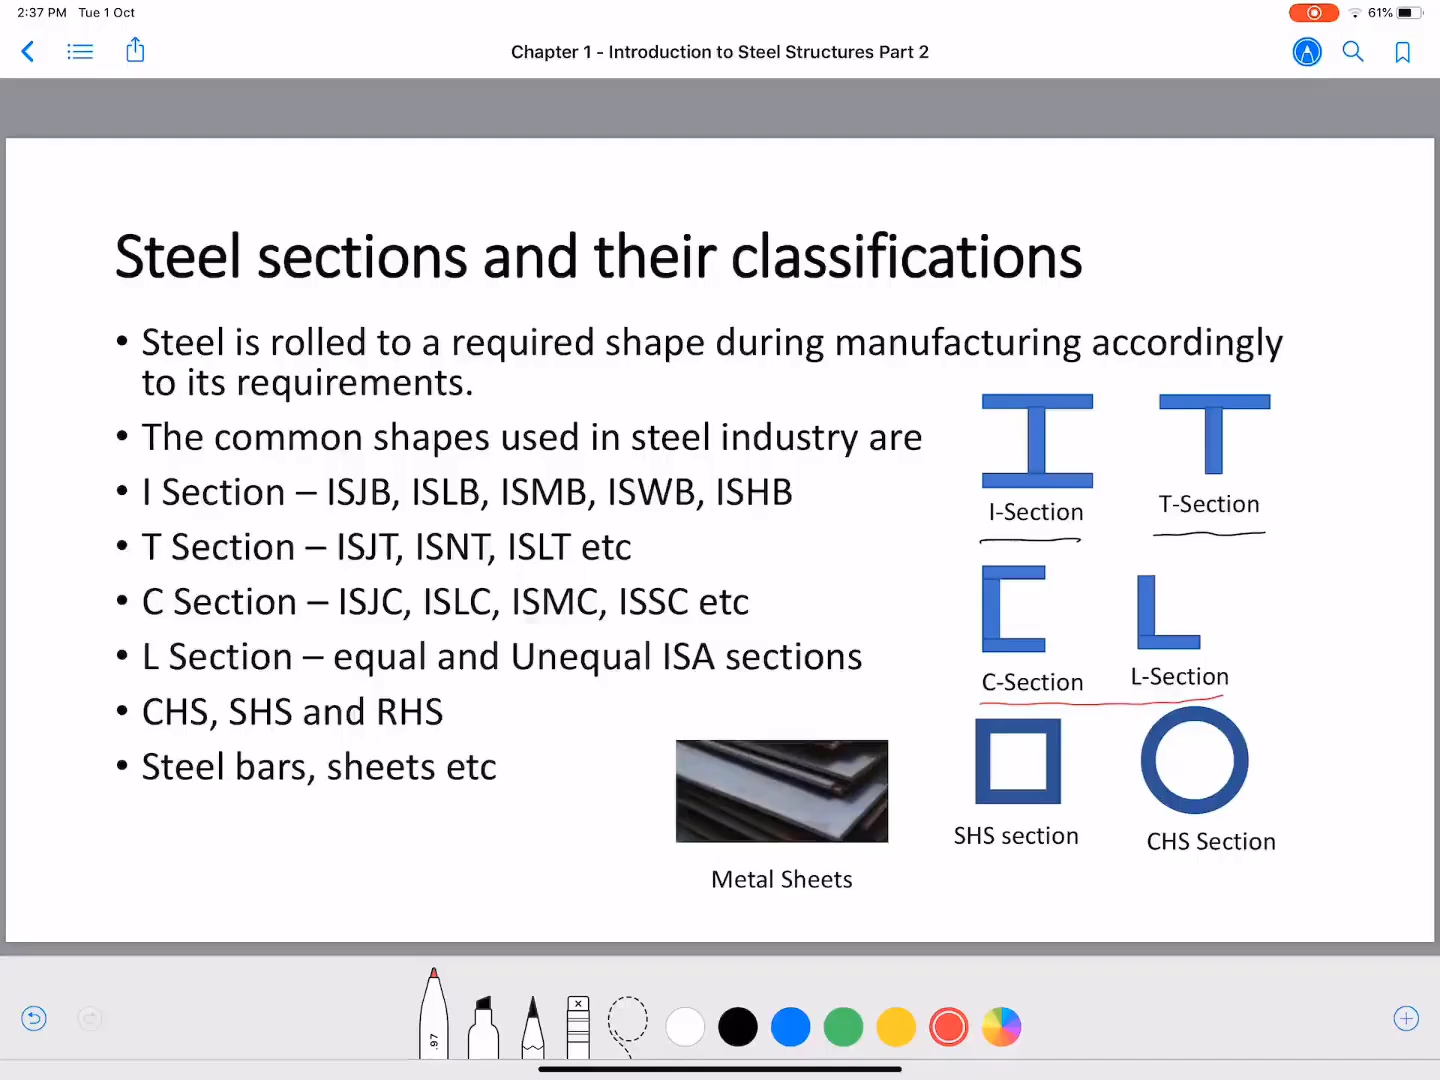 2:37 PM Tue 1 Oct
61%
Chapter 1 - Introduction to Steel Structures Part 2
Steel sections and their classifications
• Steel is rolled to a required shape during manufacturing accordingly
to its requirements.
• The common shapes used in steel industry are
• I Section – ISJB, ISLB, ISMB, ISWB, ISHB
• T Section – ISJT, ISNT, ISLT etc
• C Section – ISJC, ISLC, ISMC, ISSC etc
• L Section – equal and Unequal ISA sections
• CHS, SHS and RHS
• Steel bars, sheets etc
I-Section
T-Section
C-Section
L-Section
SHS section
CHS Section
Metal Sheets
.97